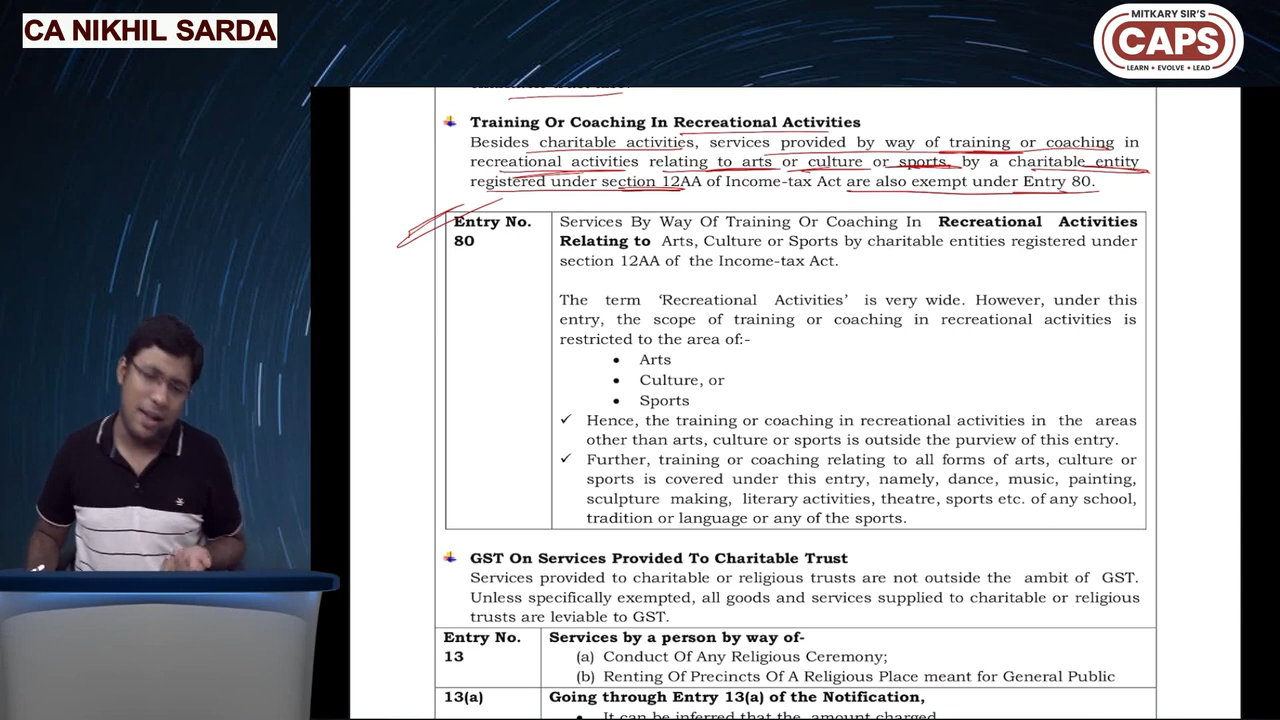 CA NIKHIL SARDA
MITKARY SIR'S
CAPS
LEARN • EVOLVE • LEAD
Training Or Coaching In Recreational Activities
Besides charitable activities, services provided by way of training or coaching in
recreational activities relating to arts or culture or sports by a charitable entity
registered under section 12AA of Income-tax Act are also exempt under Entry 80.
Entry No.
80
Services By Way Of Training Or Coaching In Recreational Activities
Relating to Arts, Culture or Sports by charitable entities registered under
section 12AA of the Income-tax Act.
The term ‘Recreational Activities’ is very wide. However, under this
entry, the scope of training or coaching in recreational activities is
restricted to the area of:-
• Arts
• Culture, or
• Sports
✓ Hence, the training or coaching in recreational activities in the areas
other than arts, culture or sports is outside the purview of this entry.
✓ Further, training or coaching relating to all forms of arts, culture or
sports is covered under this entry, namely, dance, music, painting,
sculpture making, literary activities, theatre, sports etc. of any school,
tradition or language or any of the sports.
GST On Services Provided To Charitable Trust
Services provided to charitable or religious trusts are not outside the ambit of GST.
Unless specifically exempted, all goods and services supplied to charitable or religious
trusts are leviable to GST.
Entry No.
13
Services by a person by way of-
(a) Conduct Of Any Religious Ceremony;
(b) Renting Of Precincts Of A Religious Place meant for General Public
13(a)
Going through Entry 13(a) of the Notification,
• It can be inferred that the amount charged